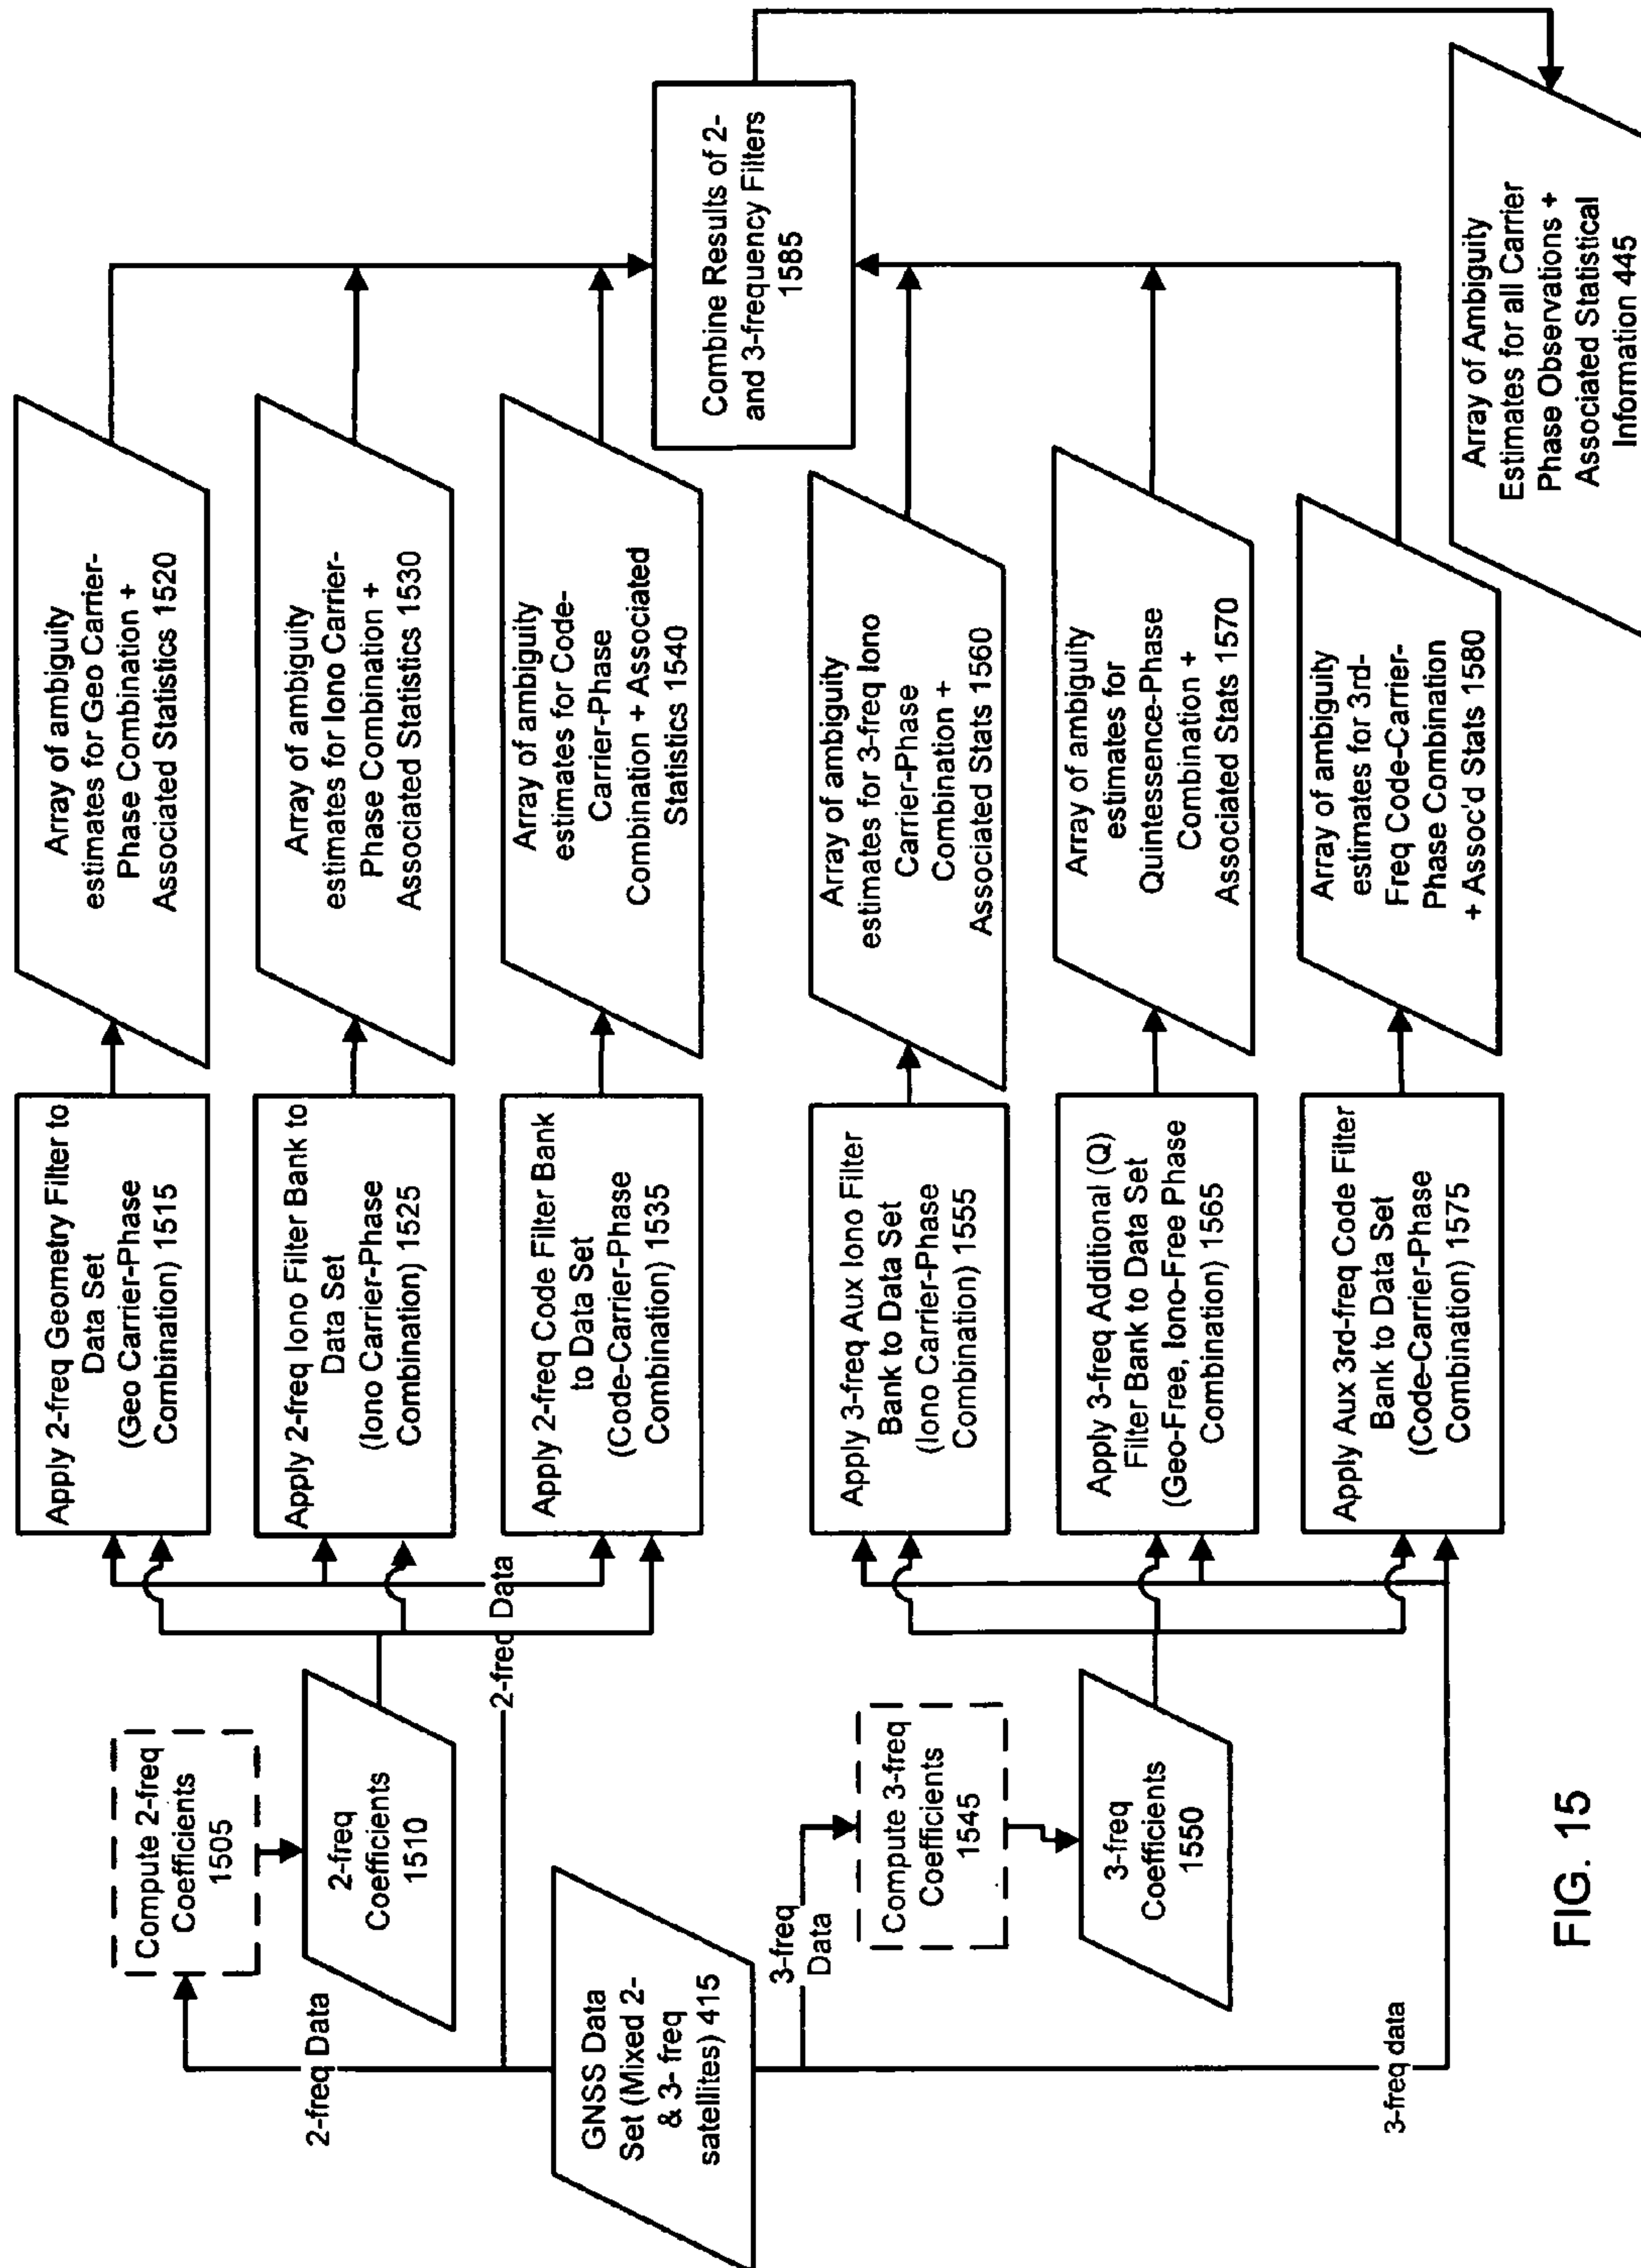 2-freq Data
Compute 2-freq
Coefficients
1505
2-freq
Coefficients
1510
GNSS Data
Set (Mixed 2-
& 3- freq
satellites) 415
2-freq Data
3-freq
Data
Compute 3-freq
Coefficients
1545
3-freq
Coefficients
1550
3-freq data
Apply 2-freq Geometry Filter to
Data Set
(Geo Carrier-Phase
Combination) 1515
Apply 2-freq Iono Filter Bank to
Data Set
(Iono Carrier-Phase
Combination) 1525
Apply 2-freq Code Filter Bank
to Data Set
(Code-Carrier-Phase
Combination) 1535
Apply 3-freq Aux Iono Filter
Bank to Data Set
(Iono Carrier-Phase
Combination) 1555
Apply 3-freq Additional (Q)
Filter Bank to Data Set
(Geo-Free, Iono-Free Phase
Combination) 1565
Apply Aux 3rd-freq Code Filter
Bank to Data Set
(Code-Carrier-Phase
Combination) 1575
Array of ambiguity
estimates for Geo Carrier-
Phase Combination +
Associated Statistics 1520
Array of ambiguity
estimates for Iono Carrier-
Phase Combination +
Associated Statistics 1530
Array of ambiguity
estimates for Code-
Carrier-Phase
Combination + Associated
Statistics 1540
Array of ambiguity
estimates for 3-freq Iono
Carrier-Phase
Combination +
Associated Stats 1560
Array of ambiguity
estimates for
Quintessence-Phase
Combination +
Associated Stats 1570
Array of ambiguity
estimates for 3rd-
Freq Code-Carrier-
Phase Combination
+ Assoc'd Stats 1580
Combine Results of 2-
and 3-frequency Filters
1585
Array of Ambiguity
Estimates for all Carrier
Phase Observations +
Associated Statistical
Information 445
FIG. 15